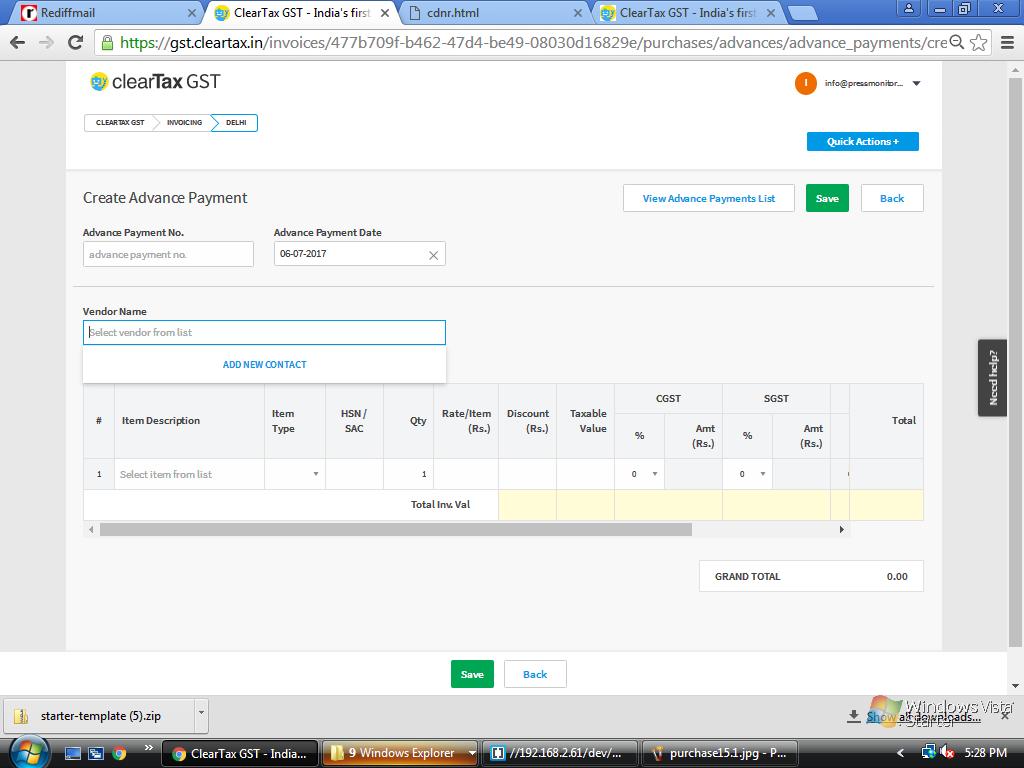 Rediffmail
ClearTax GST - India's first
cdnr.html
ClearTax GST - India's first
https://gst.cleartax.in/invoices/477b709f-b462-47d4-be49-08030d16829e/purchases/advances/advance_payments/cre
clearTax GST
I
info@pressmonitor...
CLEARTAX GST
INVOICING
DELHI
Quick Actions +
Create Advance Payment
View Advance Payments List
Save
Back
Advance Payment No.
Advance Payment Date
advance payment no.
06-07-2017
Vendor Name
Select vendor from list
ADD NEW CONTACT
Need help?
# Item Description
Item Type
HSN / SAC
Qty
Rate/Item (Rs.)
Discount (Rs.)
Taxable Value
CGST
% Amt (Rs.)
SGST
% Amt (Rs.)
Total
1 Select item from list 1 0 0
Total Inv. Val
GRAND TOTAL 0.00
Save
Back
starter-template (5).zip
Show all downloads...
Windows Vista
Starter
ClearTax GST - India...
9 Windows Explorer
//192.168.2.61/dev/...
purchase15.1.jpg - P...
5:28 PM